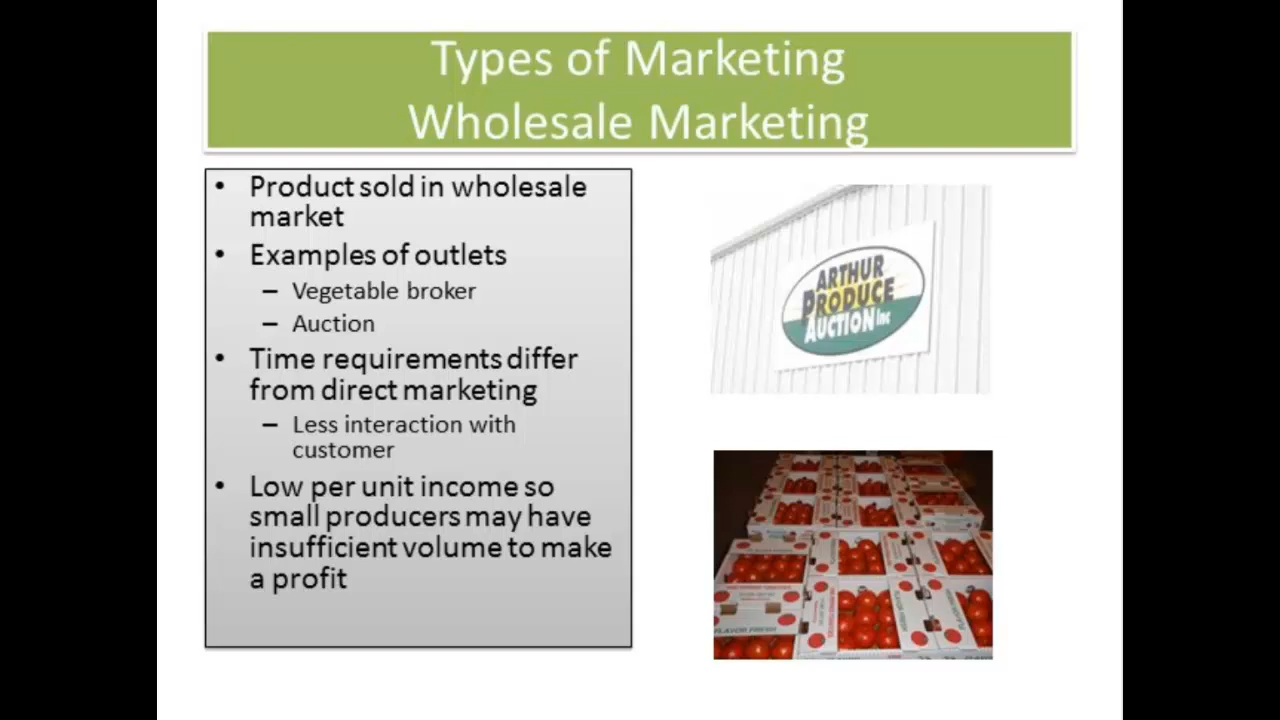 Types of Marketing
Wholesale Marketing
• Product sold in wholesale
market
• Examples of outlets
– Vegetable broker
– Auction
• Time requirements differ
from direct marketing
– Less interaction with
customer
• Low per unit income so
small producers may have
insufficient volume to make
a profit
ARTHUR
PRODUCE
AUCTION Inc
FLAVOR FRESH